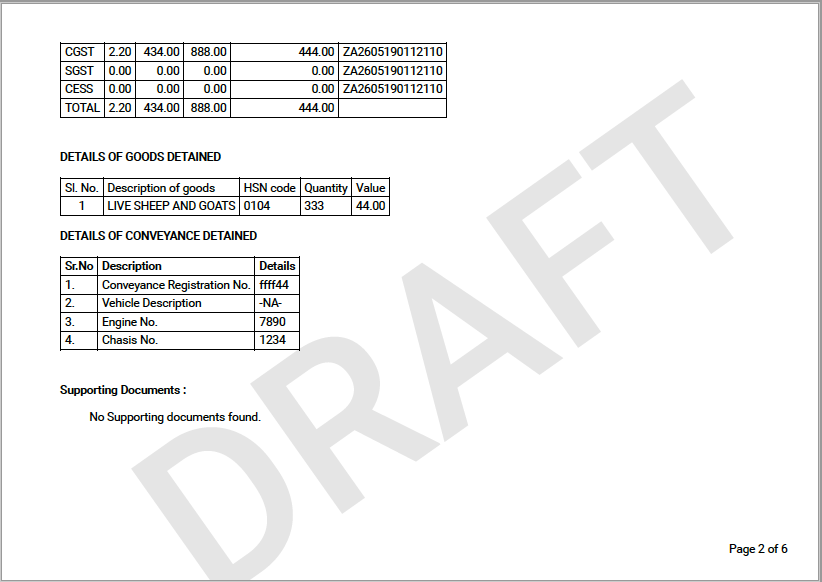 CGST 2.20 434.00 888.00 444.00 ZA2605190112110
SGST 0.00 0.00 0.00 0.00 ZA2605190112110
CESS 0.00 0.00 0.00 0.00 ZA2605190112110
TOTAL 2.20 434.00 888.00 444.00
DETAILS OF GOODS DETAINED
Sl. No. Description of goods HSN code Quantity Value
1 LIVE SHEEP AND GOATS 0104 333 44.00
DETAILS OF CONVEYANCE DETAINED
Sr.No Description Details
1. Conveyance Registration No. ffff44
2. Vehicle Description -NA-
3. Engine No. 7890
4. Chasis No. 1234
Supporting Documents :
No Supporting documents found.
DRAFT
Page 2 of 6